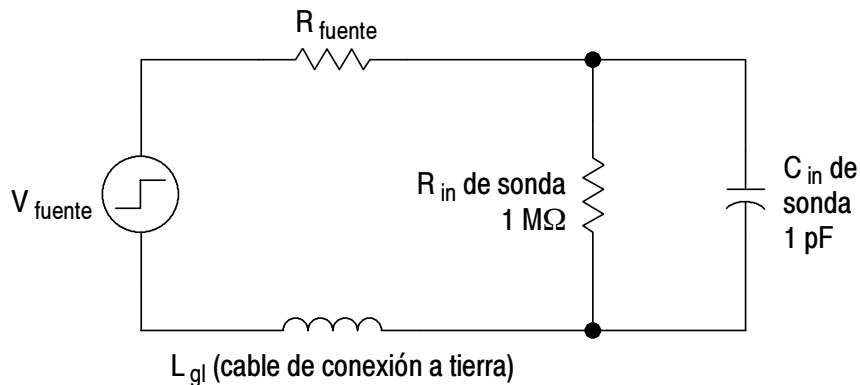 R fuente
V fuente
R in de sonda
1 MΩ
C in de
sonda
1 pF
L gl (cable de conexión a tierra)